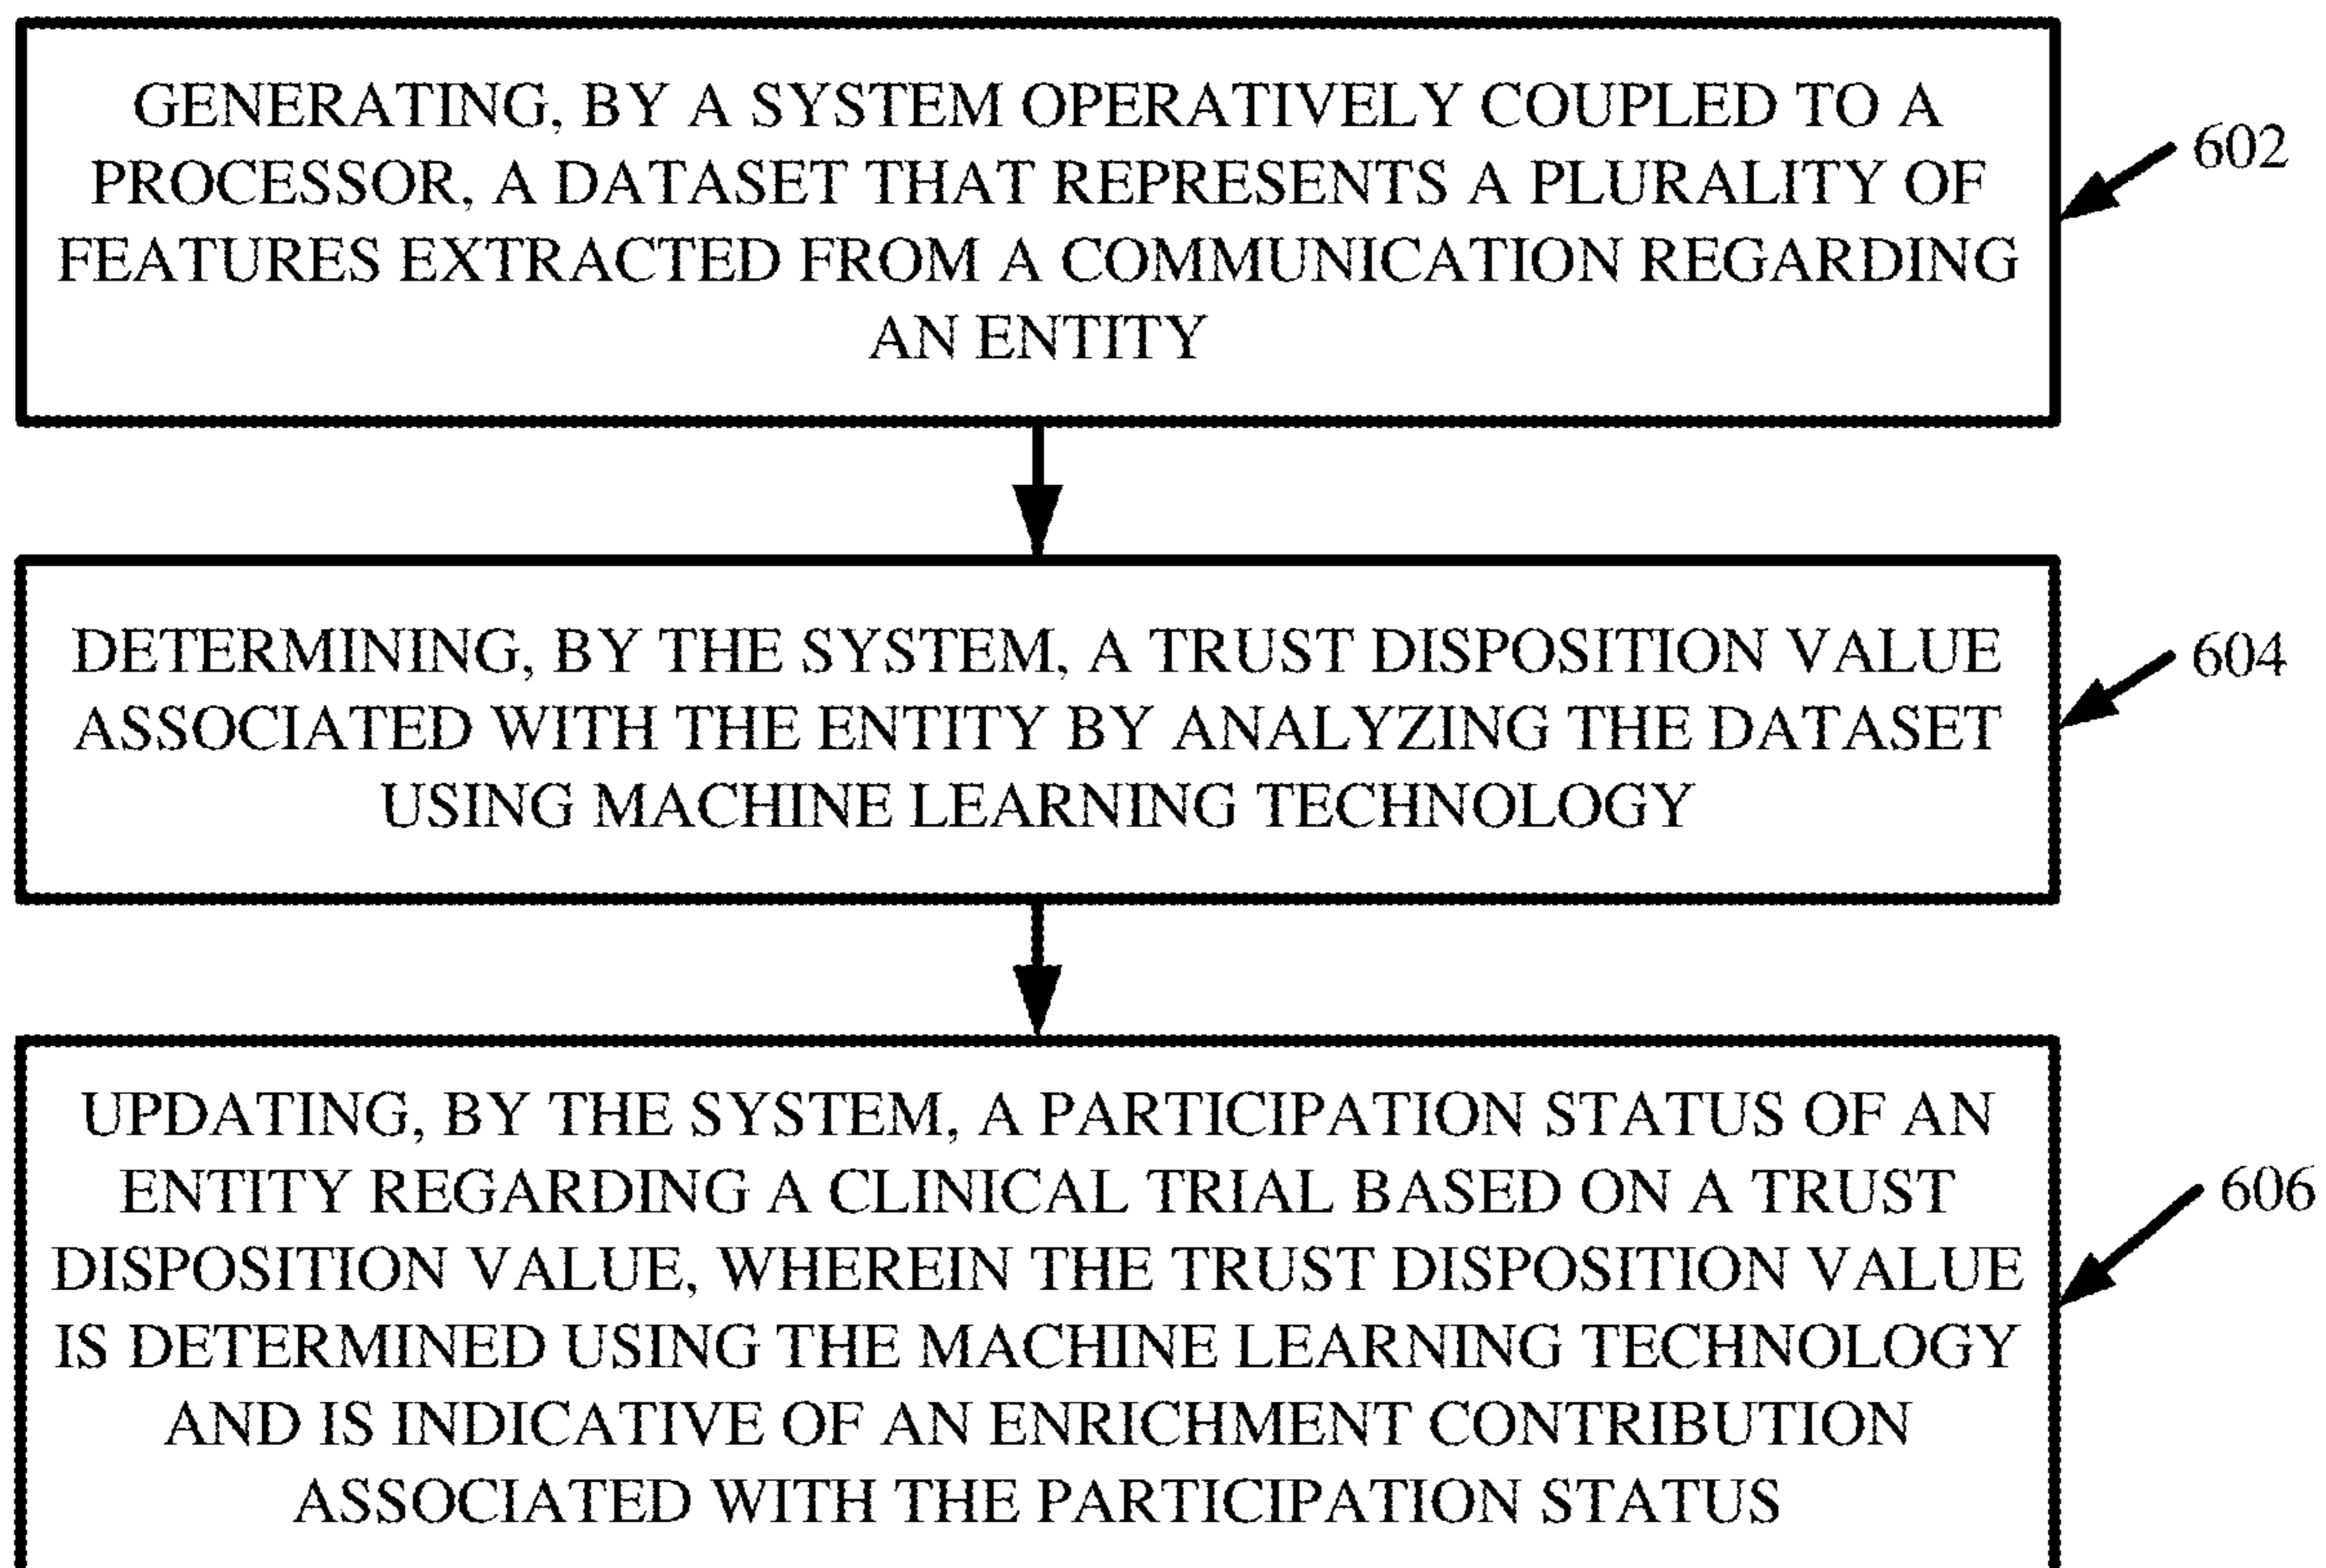 GENERATING, BY A SYSTEM OPERATIVELY COUPLED TO A
PROCESSOR, A DATASET THAT REPRESENTS A PLURALITY OF
FEATURES EXTRACTED FROM A COMMUNICATION REGARDING
AN ENTITY
602
DETERMINING, BY THE SYSTEM, A TRUST DISPOSITION VALUE
ASSOCIATED WITH THE ENTITY BY ANALYZING THE DATASET
USING MACHINE LEARNING TECHNOLOGY
604
UPDATING, BY THE SYSTEM, A PARTICIPATION STATUS OF AN
ENTITY REGARDING A CLINICAL TRIAL BASED ON A TRUST
DISPOSITION VALUE, WHEREIN THE TRUST DISPOSITION VALUE
IS DETERMINED USING THE MACHINE LEARNING TECHNOLOGY
AND IS INDICATIVE OF AN ENRICHMENT CONTRIBUTION
ASSOCIATED WITH THE PARTICIPATION STATUS
606